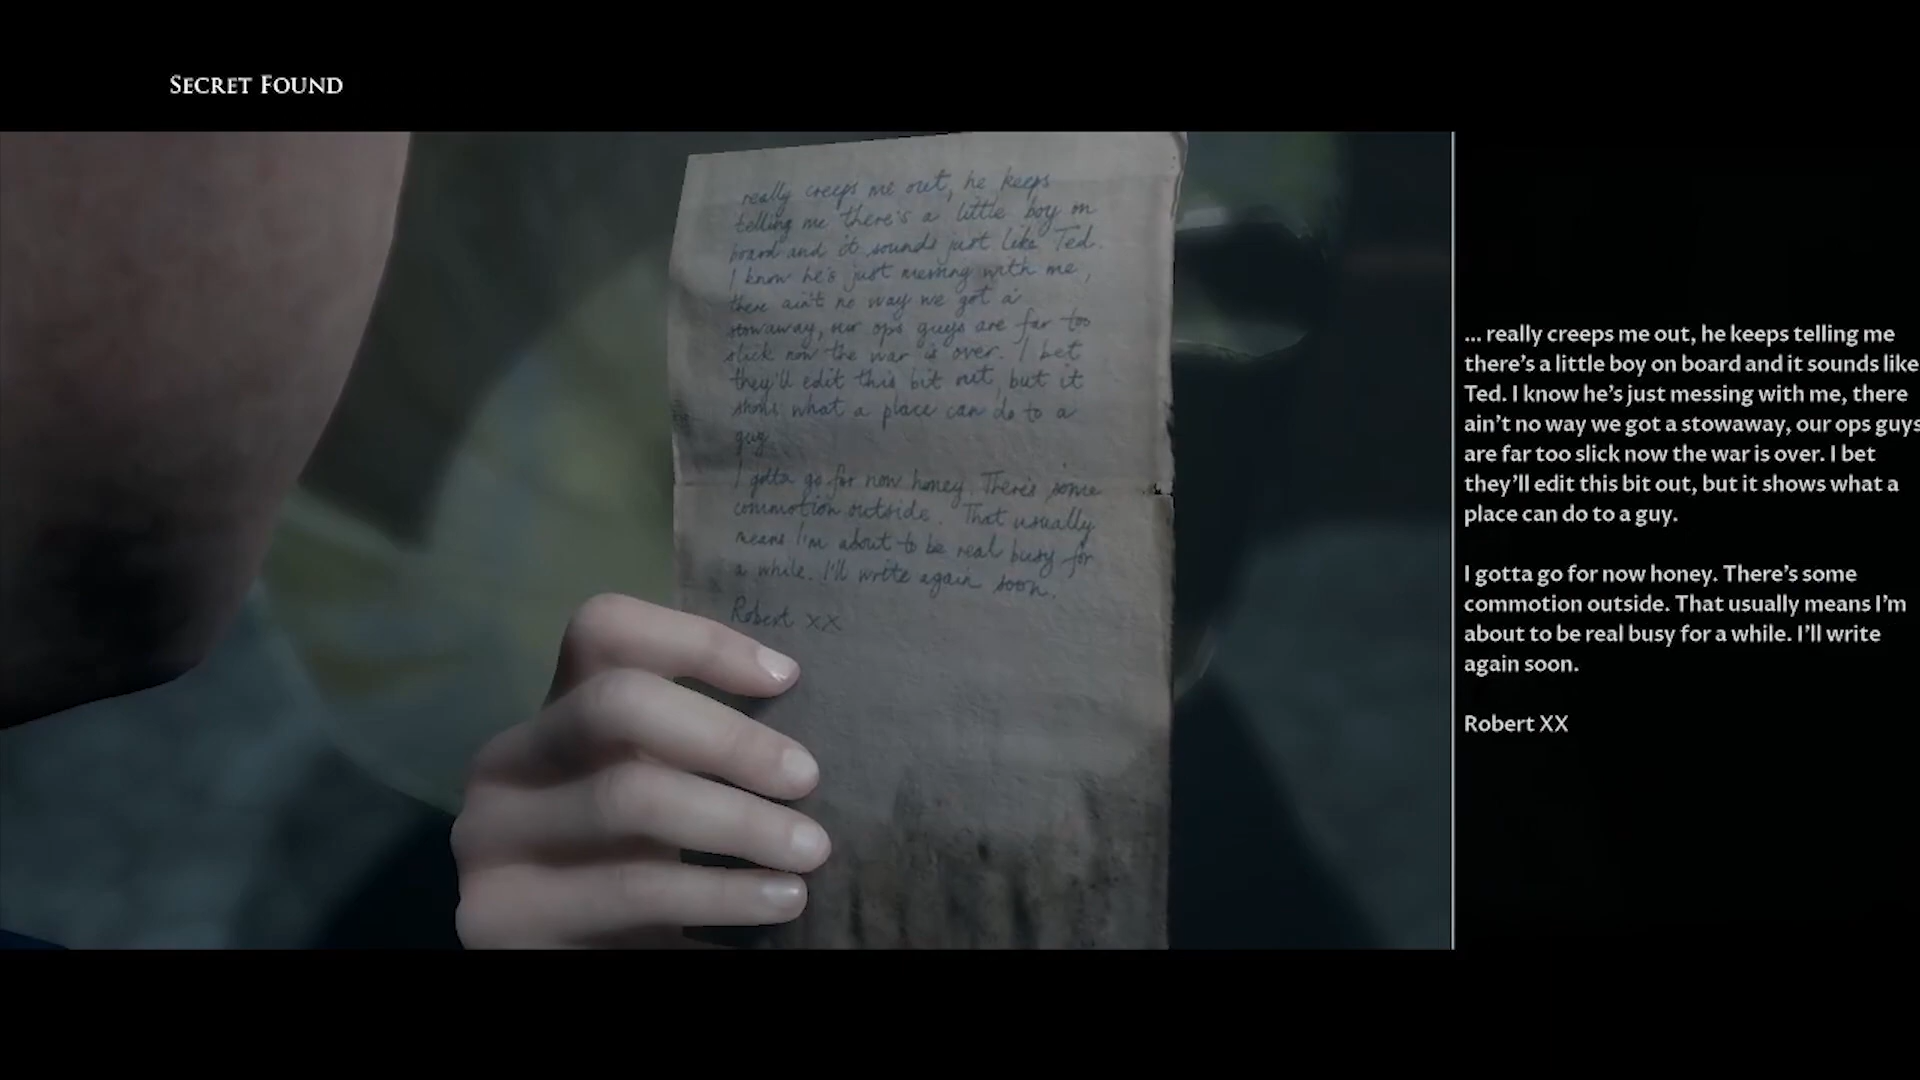 SECRET FOUND
really creeps me out, he keeps
telling me there's a little boy on
board and it sounds just like Ted.
I know he's just messing with me,
there ain't no way we got a
stowaway, our ops guys are far too
slick now the war is over. I bet
they'll edit this bit out, but it
shows what a place can do to a
guy.
I gotta go for now honey. There's some
commotion outside. That usually
means I'm about to be real busy for
a while. I'll write again soon.
Robert XX
... really creeps me out, he keeps telling me
there's a little boy on board and it sounds like
Ted. I know he's just messing with me, there
ain't no way we got a stowaway, our ops guys
are far too slick now the war is over. I bet
they'll edit this bit out, but it shows what a
place can do to a guy.
I gotta go for now honey. There's some
commotion outside. That usually means I'm
about to be real busy for a while. I'll write
again soon.
Robert XX